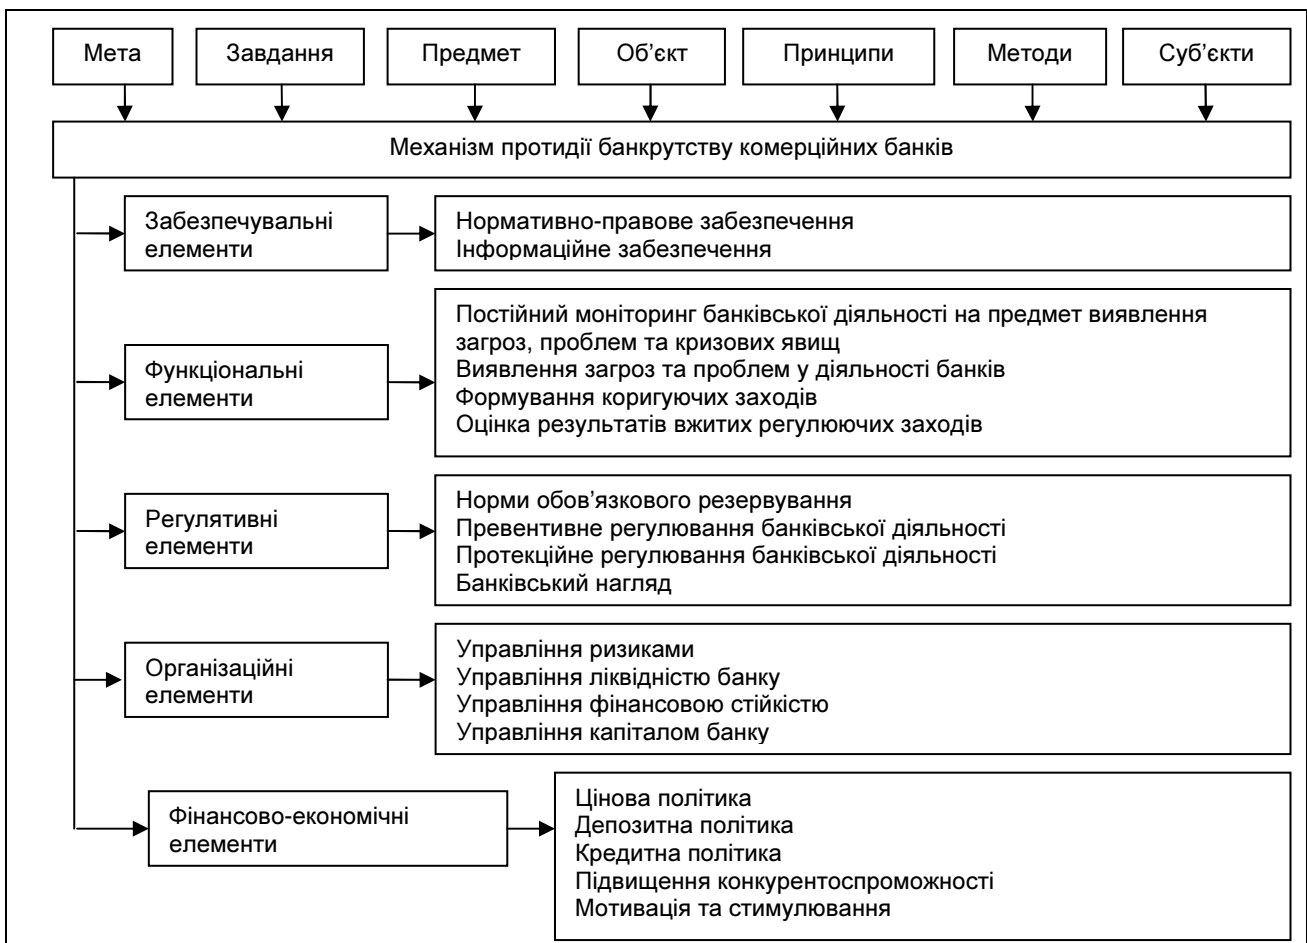 Мета Завдання Предмет Об’єкт Принципи Методи Суб’єкти
Механізм протидії банкрутству комерційних банків
Забезпечувальні
елементи
Нормативно-правове забезпечення
Інформаційне забезпечення
Функціональні
елементи
Постійний моніторинг банківської діяльності на предмет виявлення
загроз, проблем та кризових явищ
Виявлення загроз та проблем у діяльності банків
Формування коригуючих заходів
Оцінка результатів вжитих регулюючих заходів
Регулятивні
елементи
Норми обов’язкового резервування
Превентивне регулювання банківської діяльності
Протекційне регулювання банківської діяльності
Банківський нагляд
Організаційні
елементи
Управління ризиками
Управління ліквідністю банку
Управління фінансовою стійкістю
Управління капіталом банку
Фінансово-економічні
елементи
Цінова політика
Депозитна політика
Кредитна політика
Підвищення конкурентоспроможності
Мотивація та стимулювання